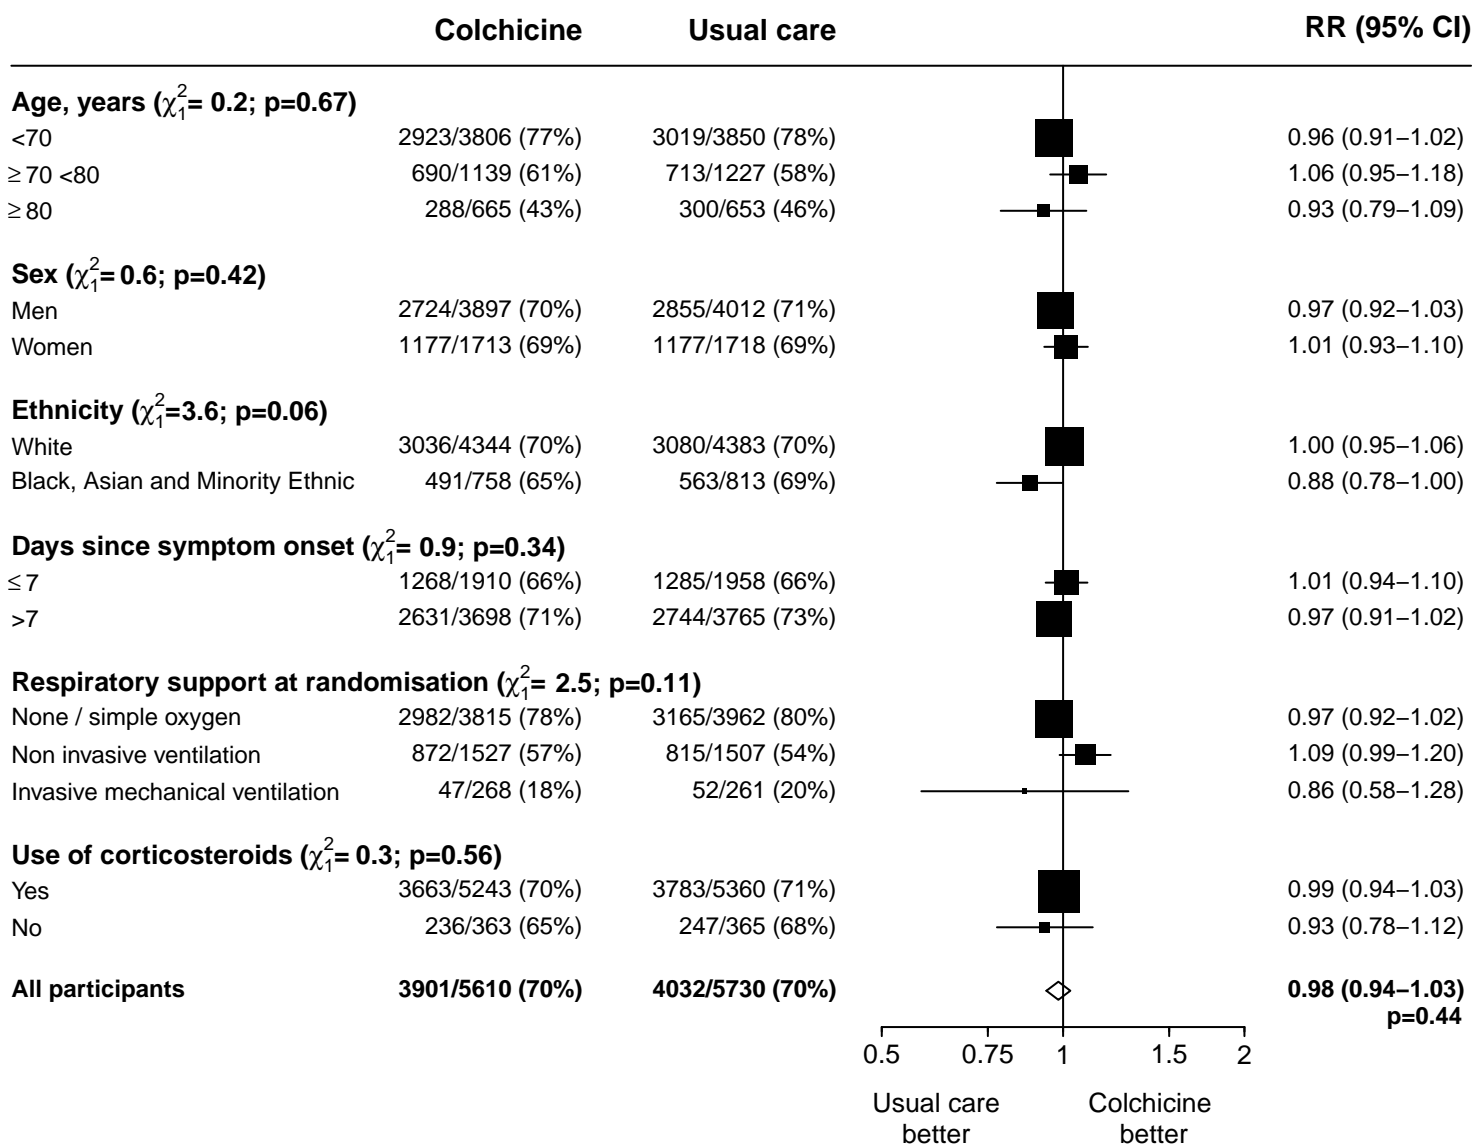 Colchicine Usual care RR (95% CI)
Age, years (χ²₁= 0.2; p=0.67)
<70 2923/3806 (77%) 3019/3850 (78%) 0.96 (0.91−1.02)
≥ 70 <80 690/1139 (61%) 713/1227 (58%) 1.06 (0.95−1.18)
≥ 80 288/665 (43%) 300/653 (46%) 0.93 (0.79−1.09)
Sex (χ²₁= 0.6; p=0.42)
Men 2724/3897 (70%) 2855/4012 (71%) 0.97 (0.92−1.03)
Women 1177/1713 (69%) 1177/1718 (69%) 1.01 (0.93−1.10)
Ethnicity (χ²₁=3.6; p=0.06)
White 3036/4344 (70%) 3080/4383 (70%) 1.00 (0.95−1.06)
Black, Asian and Minority Ethnic 491/758 (65%) 563/813 (69%) 0.88 (0.78−1.00)
Days since symptom onset (χ²₁= 0.9; p=0.34)
≤ 7 1268/1910 (66%) 1285/1958 (66%) 1.01 (0.94−1.10)
>7 2631/3698 (71%) 2744/3765 (73%) 0.97 (0.91−1.02)
Respiratory support at randomisation (χ²₁= 2.5; p=0.11)
None / simple oxygen 2982/3815 (78%) 3165/3962 (80%) 0.97 (0.92−1.02)
Non invasive ventilation 872/1527 (57%) 815/1507 (54%) 1.09 (0.99−1.20)
Invasive mechanical ventilation 47/268 (18%) 52/261 (20%) 0.86 (0.58−1.28)
Use of corticosteroids (χ²₁= 0.3; p=0.56)
Yes 3663/5243 (70%) 3783/5360 (71%) 0.99 (0.94−1.03)
No 236/363 (65%) 247/365 (68%) 0.93 (0.78−1.12)
All participants 3901/5610 (70%) 4032/5730 (70%) 0.98 (0.94−1.03)
p=0.44
0.5 0.75 1 1.5 2
Usual care Colchicine
better better